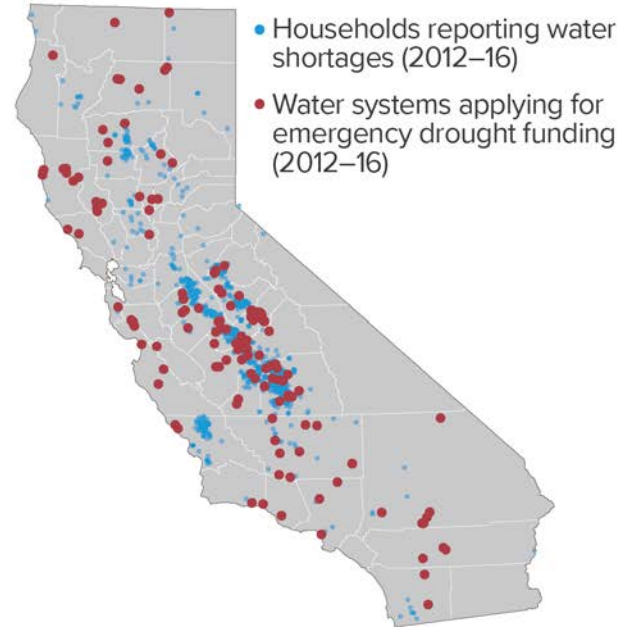 Households reporting water
shortages (2012–16)
Water systems applying for
emergency drought funding
(2012–16)